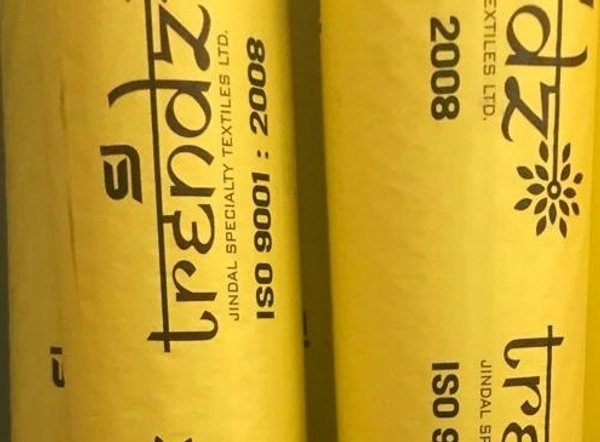 trendz
JINDAL SPECIALTY TEXTILES LTD.
ISO 9001 : 2008
dz
EXTILES LTD.
2008
tre
JINDAL SP
ISO 9